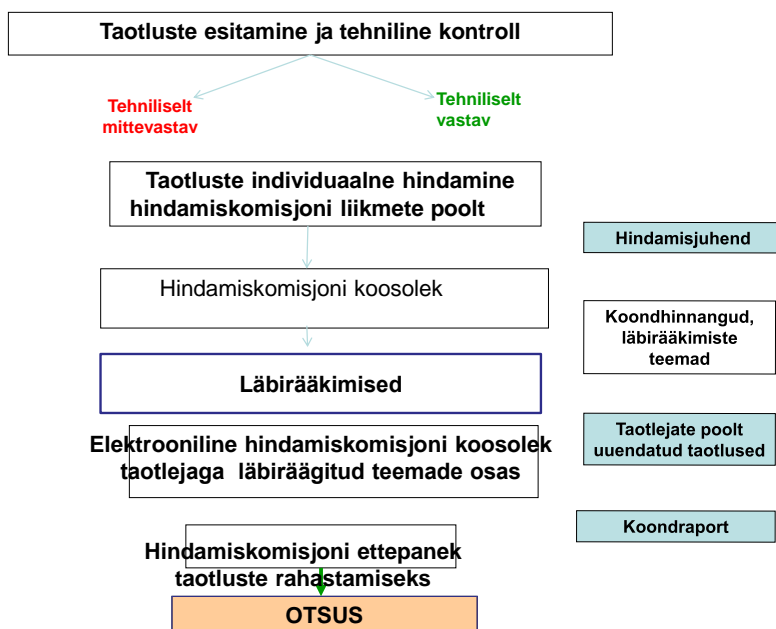 Taotluste esitamine ja tehniline kontroll
Tehniliselt
mittevastav
Tehniliselt
vastav
Taotluste individuaalne hindamine
hindamiskomisjoni liikmete poolt
Hindamisjuhend
Hindamiskomisjoni koosolek
Koondhinnangud,
läbirääkimiste
teemad
Läbirääkimised
Elektrooniline hindamiskomisjoni koosolek
taotlejaga läbiräägitud teemade osas
Taotlejate poolt
uuendatud taotlused
Hindamiskomisjoni ettepanek
taotluste rahastamiseks
Koondraport
OTSUS